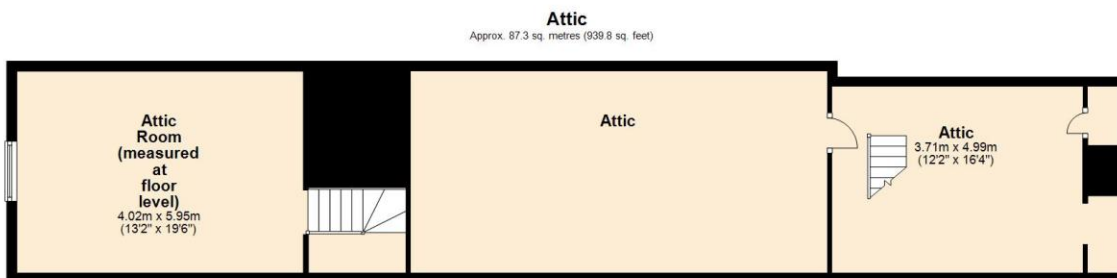 Attic
Approx. 87.3 sq. metres (939.8 sq. feet)
Attic
Room
(measured
at
floor
level)
4.02m x 5.95m
(13'2" x 19'6")
Attic
Attic
3.71m x 4.99m
(12'2" x 16'4")